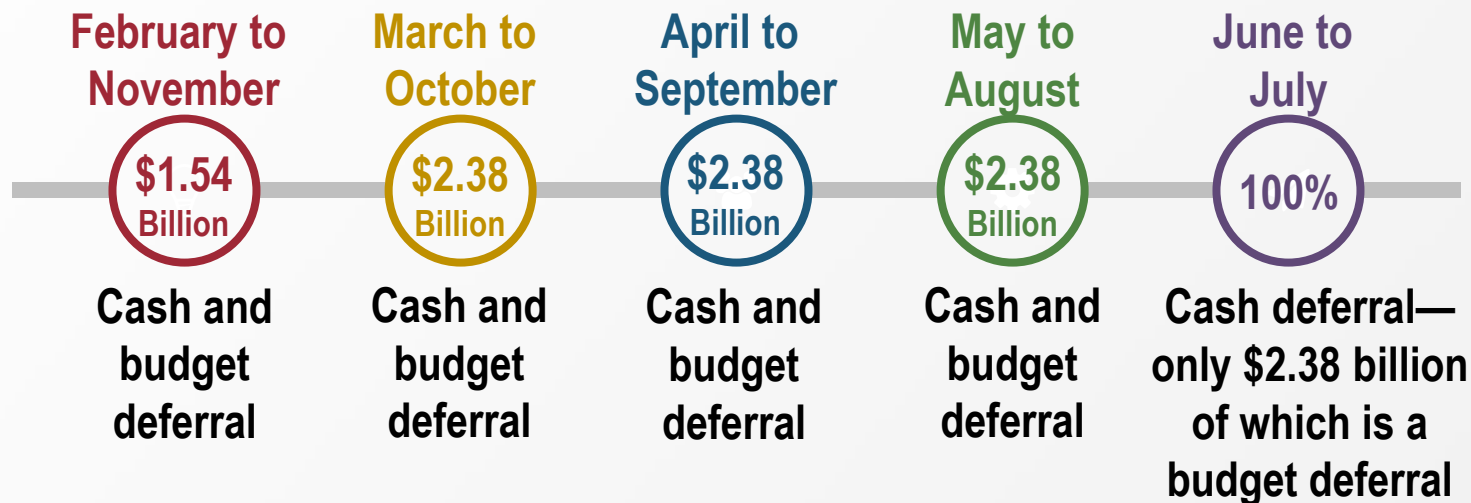 February to
November
$1.54
Billion
Cash and
budget
deferral
March to
October
$2.38
Billion
Cash and
budget
deferral
April to
September
$2.38
Billion
Cash and
budget
deferral
May to
August
$2.38
Billion
Cash and
budget
deferral
June to
July
100%
Cash deferral—
only $2.38 billion
of which is a
budget deferral